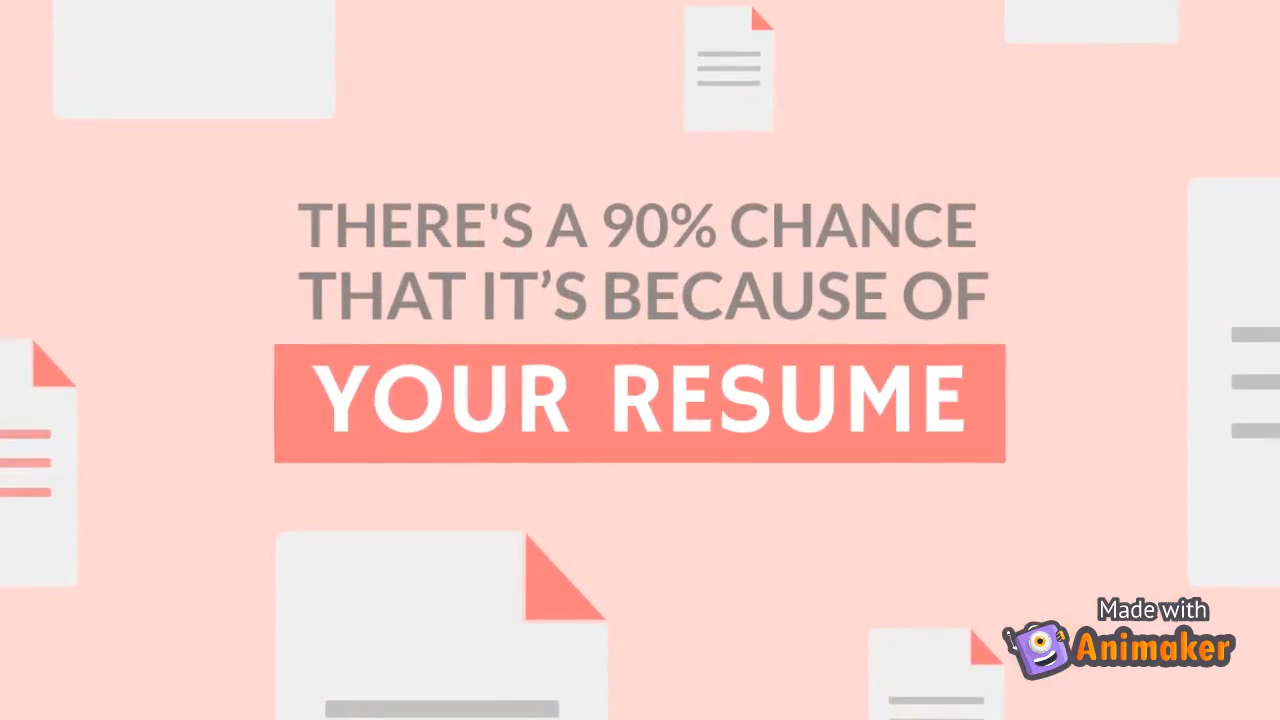 THERE'S A 90% CHANCE
THAT IT’S BECAUSE OF
YOUR RESUME
Made with
Animaker